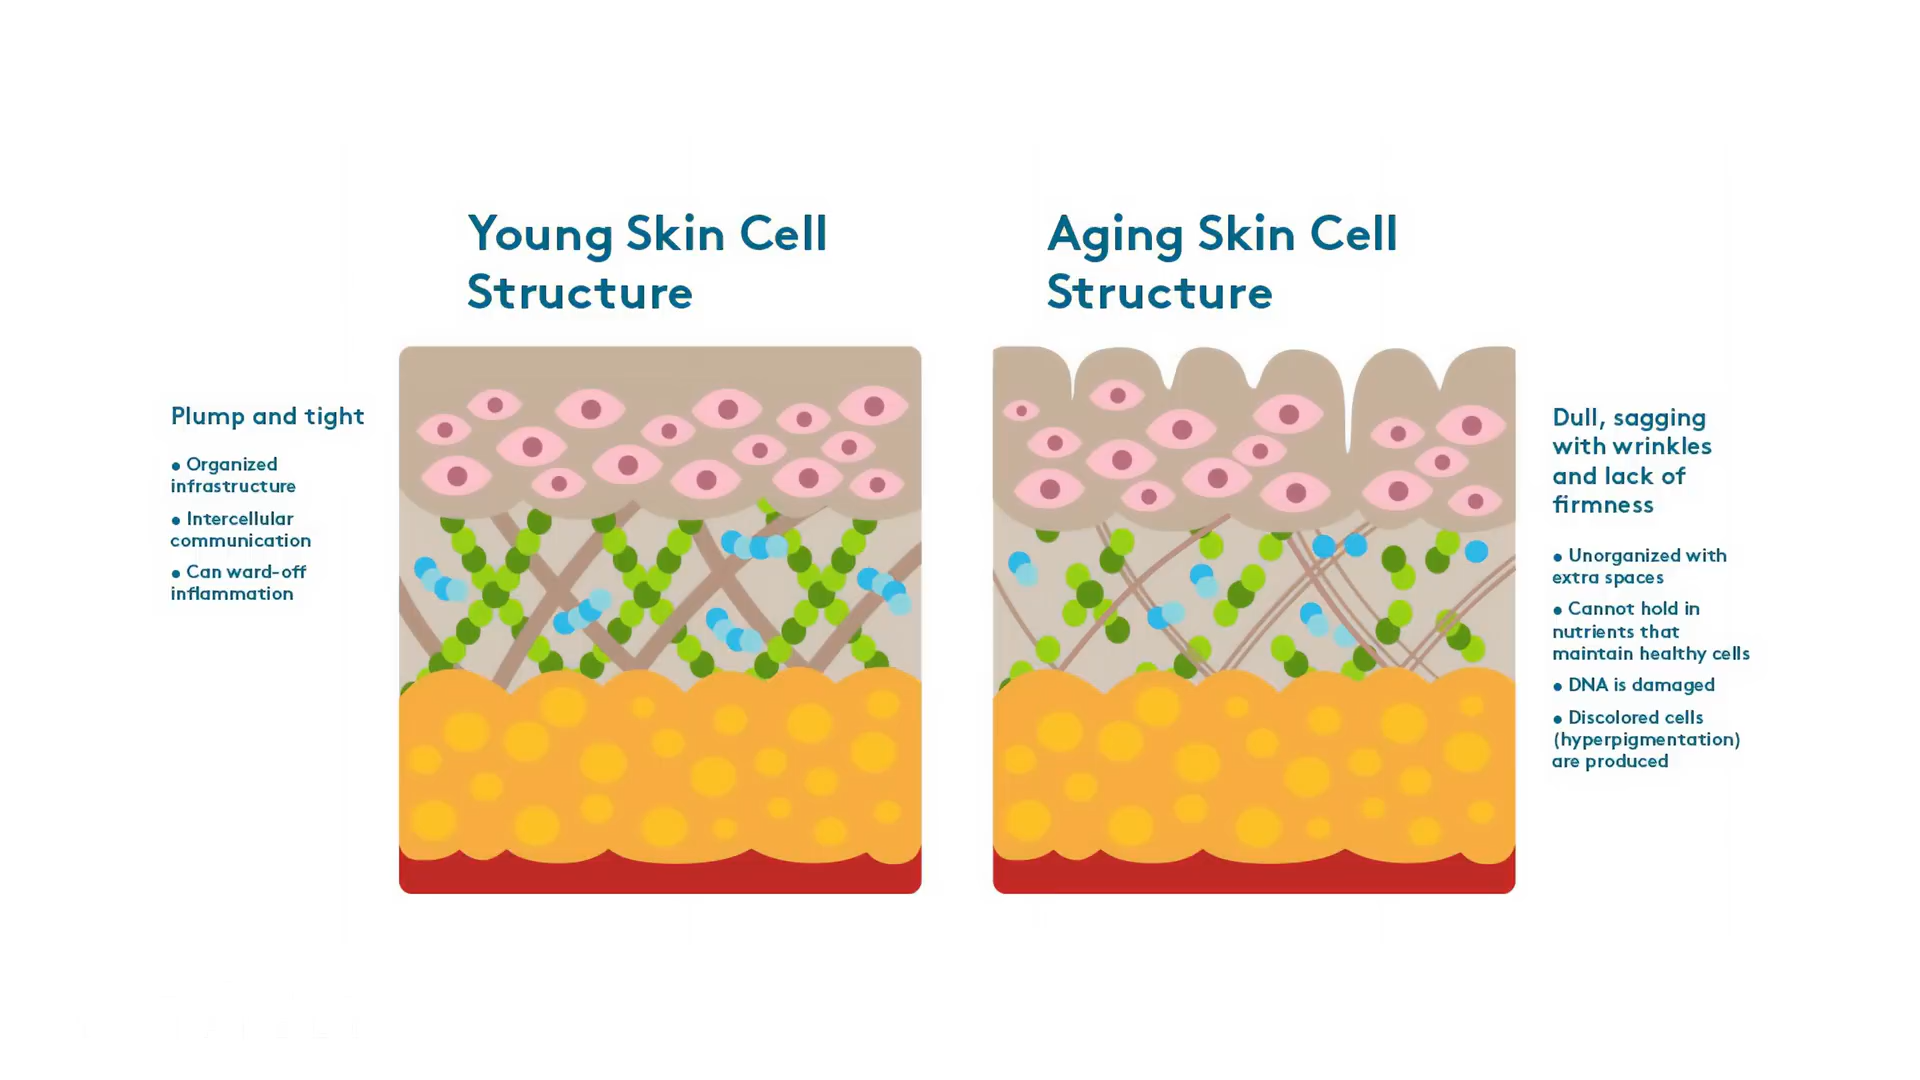 Young Skin Cell
Structure
Aging Skin Cell
Structure
Plump and tight
• Organized
infrastructure
• Intercellular
communication
• Can ward-off
inflammation
Dull, sagging
with wrinkles
and lack of
firmness
• Unorganized with
extra spaces
• Cannot hold in
nutrients that
maintain healthy cells
• DNA is damaged
• Discolored cells
(hyperpigmentation)
are produced